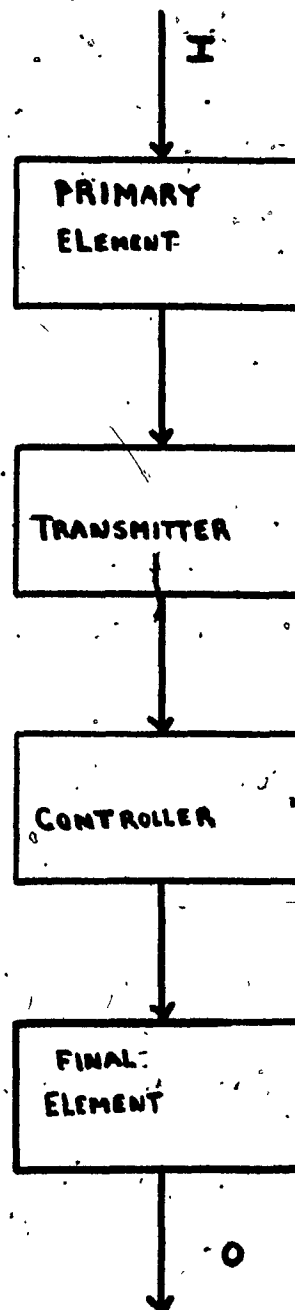 I
PRIMARY
ELEMENT
TRANSMITTER
CONTROLLER
FINAL
ELEMENT
O